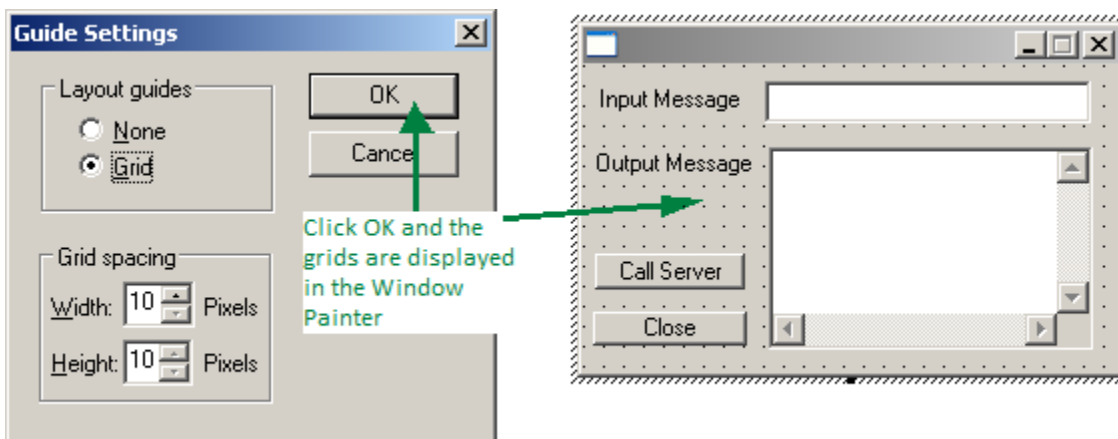 Guide Settings
Layout guides
None
Grid
OK
Cance
Click OK and the
grids are displayed
in the Window
Painter
Grid spacing
Width: 10 Pixels
Height: 10 Pixels
Input Message
Output Message
Call Server
Close